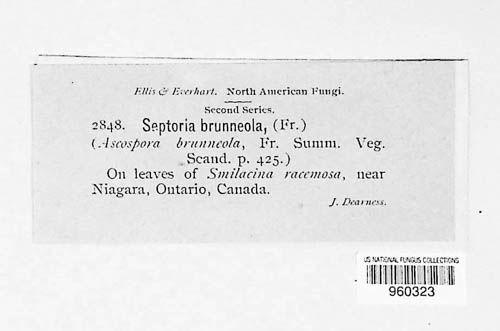 Ellis & Everhart. North American Fungi.
Second Series.
2848. Septoria brunneola, (Fr.)
(Ascospora brunneola, Fr. Summ. Veg.
Scand. p. 425.)
On leaves of Smilacina racemosa, near
Niagara, Ontario, Canada.
J. Dearness.
US NATIONAL FUNGUS COLLECTIONS
960323